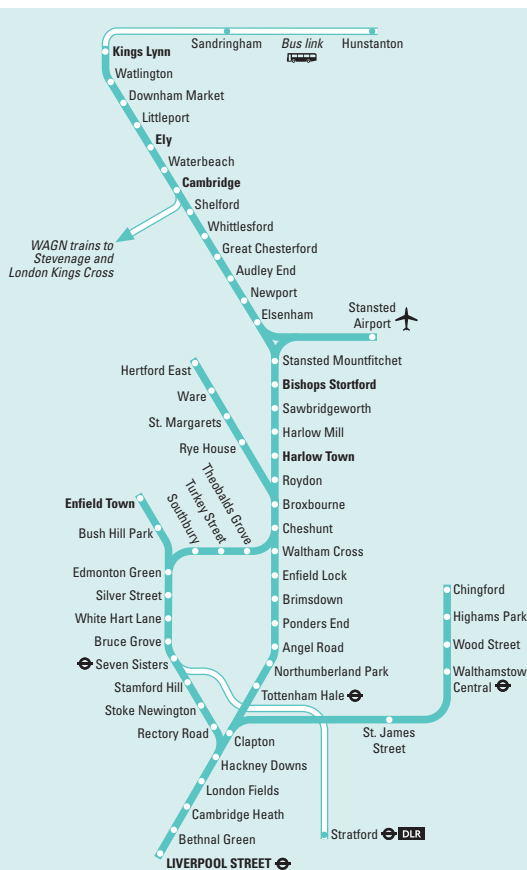 Sandringham
Bus link
Hunstanton
Kings Lynn
Watlington
Downham Market
Littleport
Ely
Waterbeach
Cambridge
Shelford
Whittlesford
WAGN trains to
Stevenage and
London Kings Cross
Great Chesterford
Audley End
Newport
Elsenham
Stansted
Airport
Stansted Mountfitchet
Hertford East
Bishops Stortford
Ware
Sawbridgeworth
St. Margarets
Harlow Mill
Rye House
Harlow Town
Theobalds Grove
Turkey Street
Southbury
Roydon
Enfield Town
Broxbourne
Bush Hill Park
Cheshunt
Waltham Cross
Edmonton Green
Enfield Lock
Silver Street
Brimsdown
Chingford
White Hart Lane
Ponders End
Highams Park
Bruce Grove
Angel Road
Wood Street
Seven Sisters
Northumberland Park
Walthamstow
Central
Stamford Hill
Tottenham Hale
Stoke Newington
Rectory Road
Clapton
St. James
Street
Hackney Downs
London Fields
Cambridge Heath
Stratford DLR
Bethnal Green
LIVERPOOL STREET